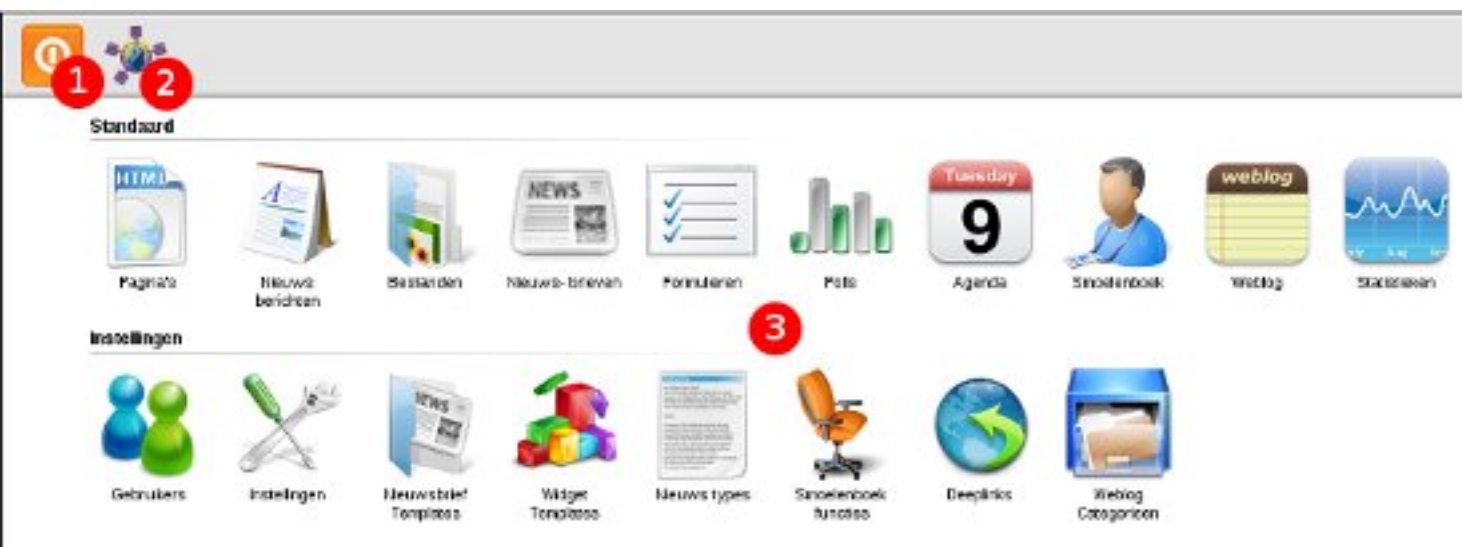 1
2
Standaard
HTML
NEWS
Tuesday
9
weblog
Pagina's
Nieuws
berichten
Bestanden
Nieuws- brieven
Formulieren
Polls
Agenda
Smoelenboek
Weblog
Statistieken
Instellingen
3
NEWS
Gebruikers
Instellingen
Nieuwsbrief
Templates
Widget
Templates
Nieuws types
Smoelenboek
functies
Deeplinks
Weblog
Categorieen